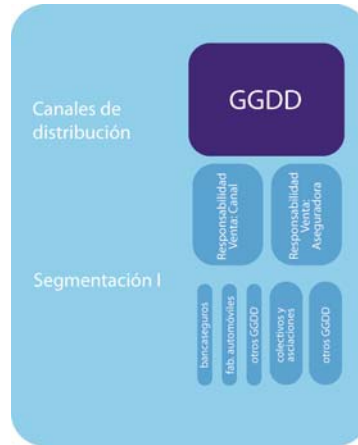 Canales de
distribución
GGDD
Responsabilidad
Venta: Canal
Responsabilidad
Venta:
Aseguradora
Segmentación I
bancaseguros
fab. automóviles
otros GGDD
colectivos y
asciaciones
otros GGDD